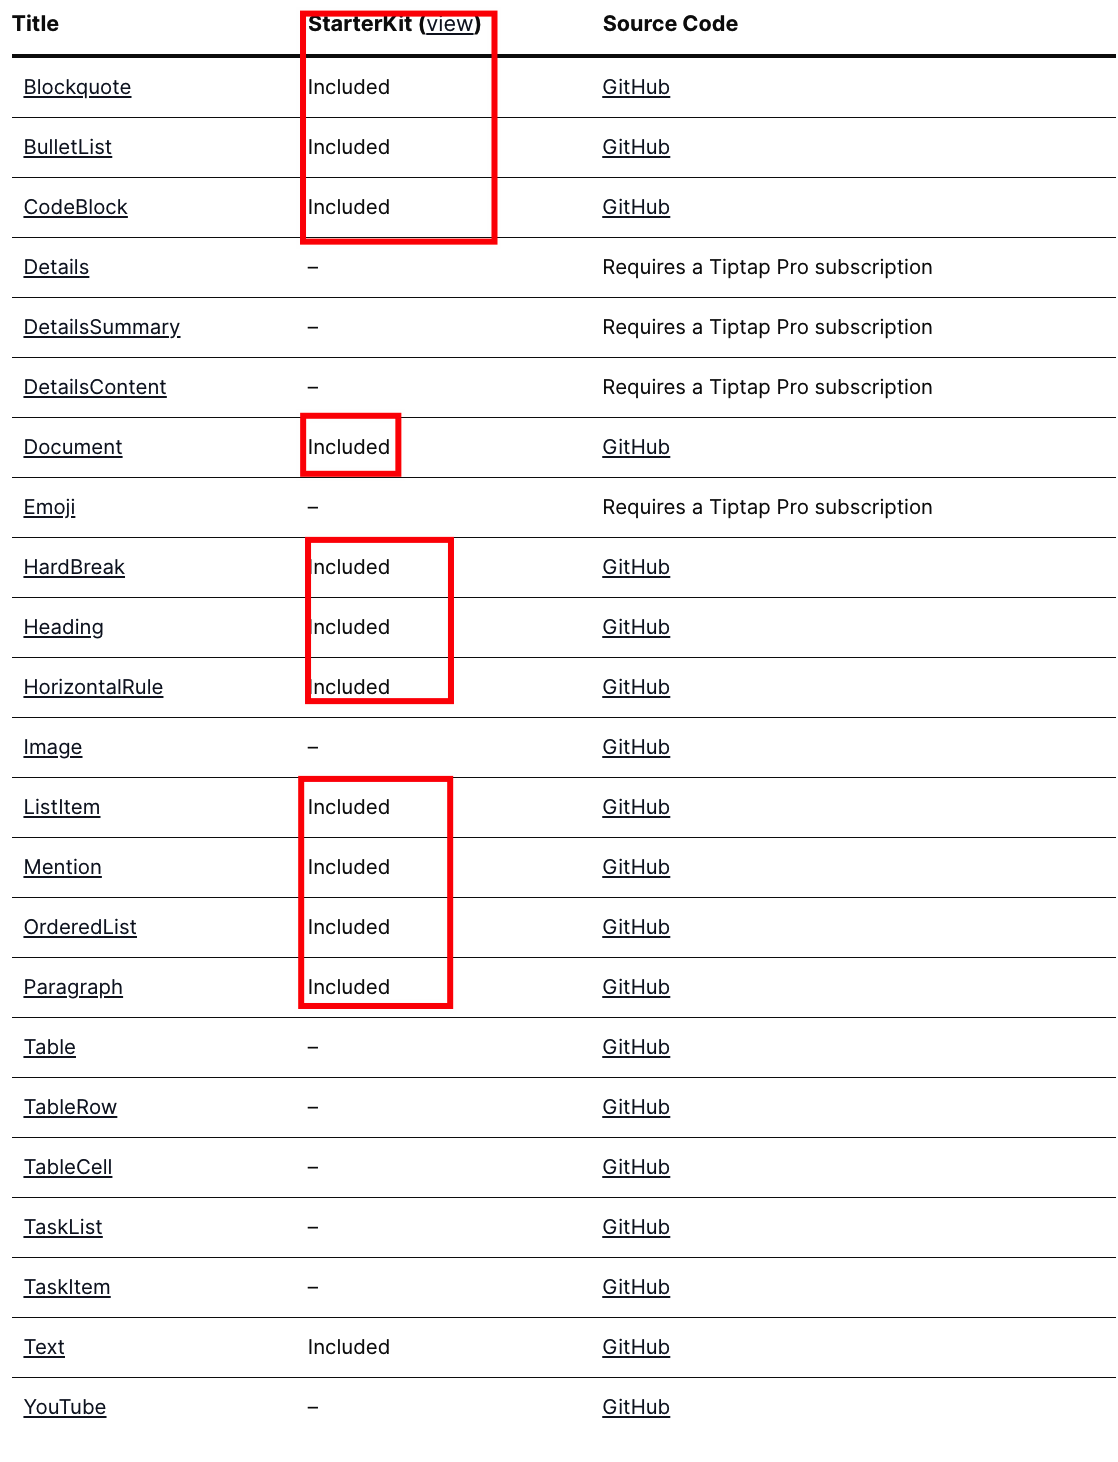 Title StarterKit (view) Source Code
Blockquote Included GitHub
BulletList Included GitHub
CodeBlock Included GitHub
Details – Requires a Tiptap Pro subscription
DetailsSummary – Requires a Tiptap Pro subscription
DetailsContent – Requires a Tiptap Pro subscription
Document Included GitHub
Emoji – Requires a Tiptap Pro subscription
HardBreak Included GitHub
Heading Included GitHub
HorizontalRule Included GitHub
Image – GitHub
ListItem Included GitHub
Mention Included GitHub
OrderedList Included GitHub
Paragraph Included GitHub
Table – GitHub
TableRow – GitHub
TableCell – GitHub
TaskList – GitHub
TaskItem – GitHub
Text Included GitHub
YouTube – GitHub